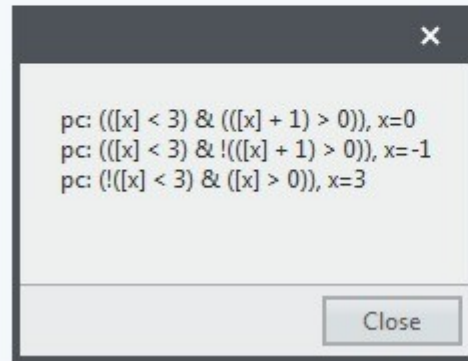 pc: ((([x] < 3) & (([x] + 1) > 0)), x=0
pc: ((([x] < 3) & !(([x] + 1) > 0)), x=-1
pc: (!([x] < 3) & ([x] > 0)), x=3
Close